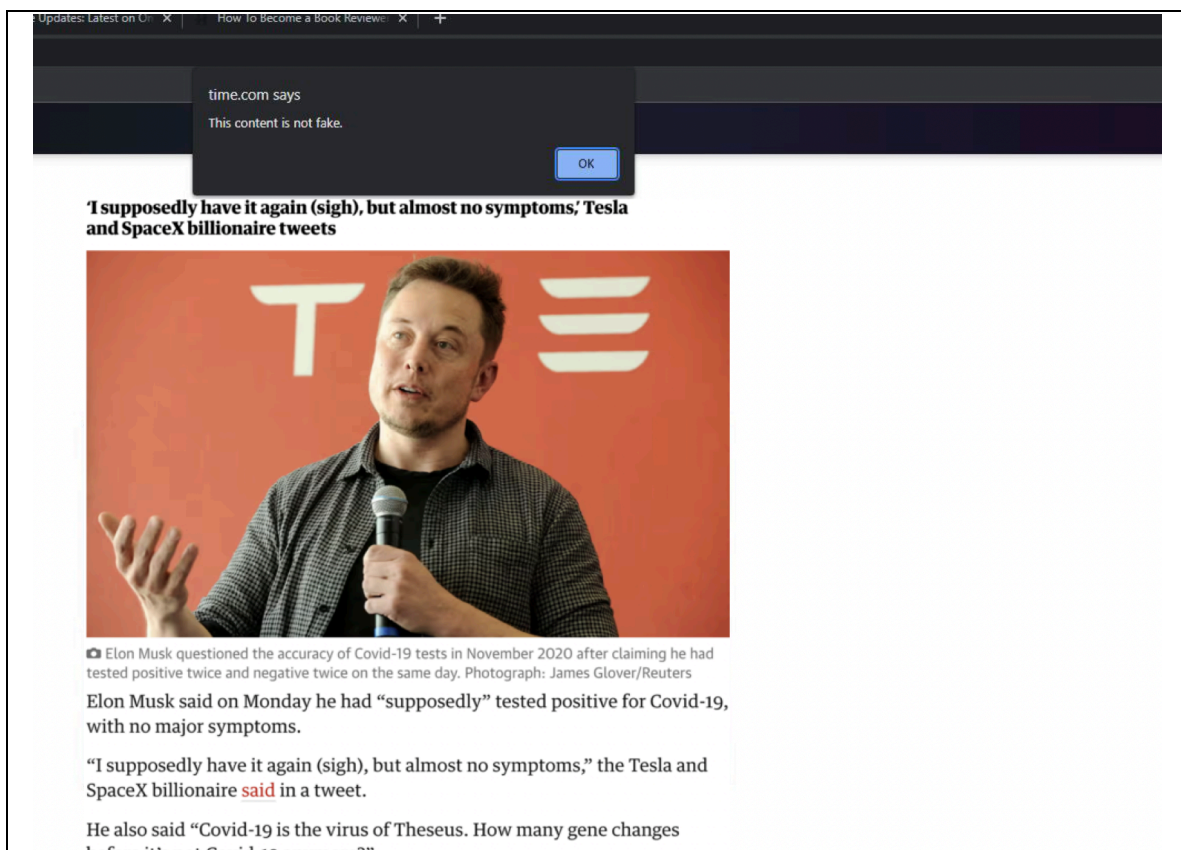 Updates: Latest on On
How To Become a Book Reviewe
time.com says
This content is not fake.
OK
‘I supposedly have it again (sigh), but almost no symptoms,’ Tesla
and SpaceX billionaire tweets
T
Elon Musk questioned the accuracy of Covid-19 tests in November 2020 after claiming he had
tested positive twice and negative twice on the same day. Photograph: James Glover/Reuters
Elon Musk said on Monday he had “supposedly” tested positive for Covid-19,
with no major symptoms.
“I supposedly have it again (sigh), but almost no symptoms,” the Tesla and
SpaceX billionaire said in a tweet.
He also said “Covid-19 is the virus of Theseus. How many gene changes